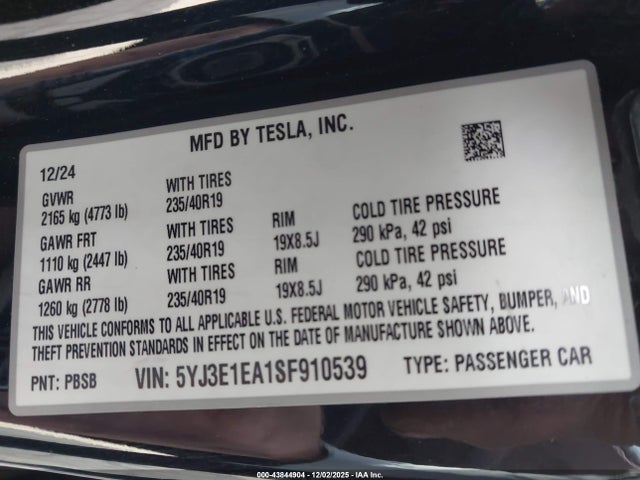 MFD BY TESLA, INC.
12/24
GVWR WITH TIRES
2165 kg (4773 lb) 235/40R19
GAWR FRT WITH TIRES RIM COLD TIRE PRESSURE
1110 kg (2447 lb) 235/40R19 19X8.5J 290 kPa, 42 psi
GAWR RR WITH TIRES RIM COLD TIRE PRESSURE
1260 kg (2778 lb) 235/40R19 19X8.5J 290 kPa, 42 psi
THIS VEHICLE CONFORMS TO ALL APPLICABLE U.S. FEDERAL MOTOR VEHICLE SAFETY, BUMPER, AND
THEFT PREVENTION STANDARDS IN EFFECT ON THE DATE OF MANUFACTURE SHOWN ABOVE.
PNT: PBSB VIN: 5YJ3E1EA1SF910539 TYPE: PASSENGER CAR
000-43844904 - 12/02/2025 - IAA Inc.